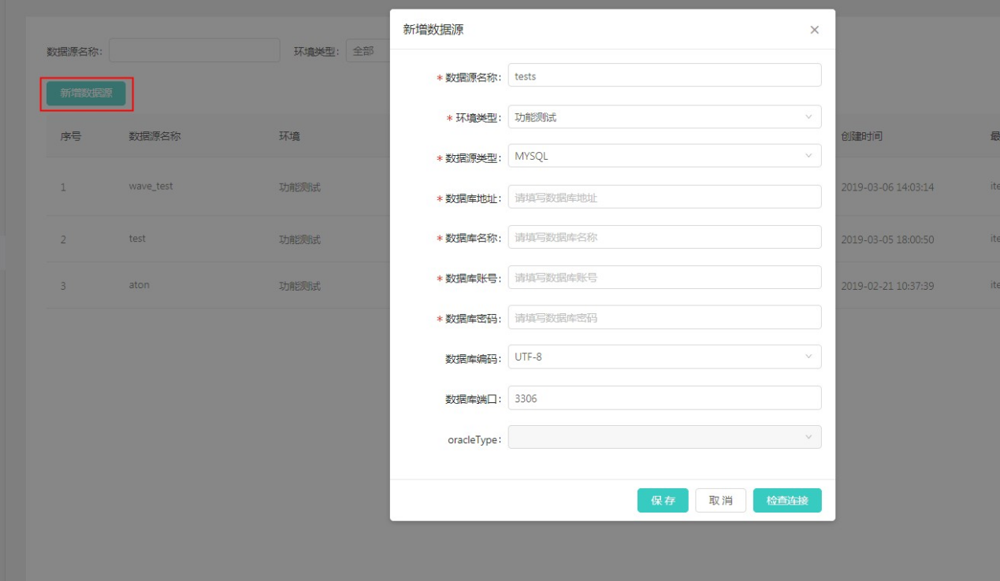 新增数据源
数据源名称：
环境类型： 全部
* 数据源名称： tests
新增数据源
* 环境类型： 功能测试
序号 数据源名称 环境 创建时间 最
* 数据源类型： MYSQL
1 wave_test 功能测试 2019-03-06 14:03:14 ite
* 数据库地址： 请填写数据库地址
2 test 功能测试 2019-03-05 18:00:50 ite
* 数据库名称： 请填写数据库名称
3 aton 功能测试 2019-02-21 10:37:39 ite
* 数据库账号： 请填写数据库账号
* 数据库密码： 请填写数据库密码
数据库编码： UTF-8
数据库端口： 3306
oracleType：
保存 取消 检查连接